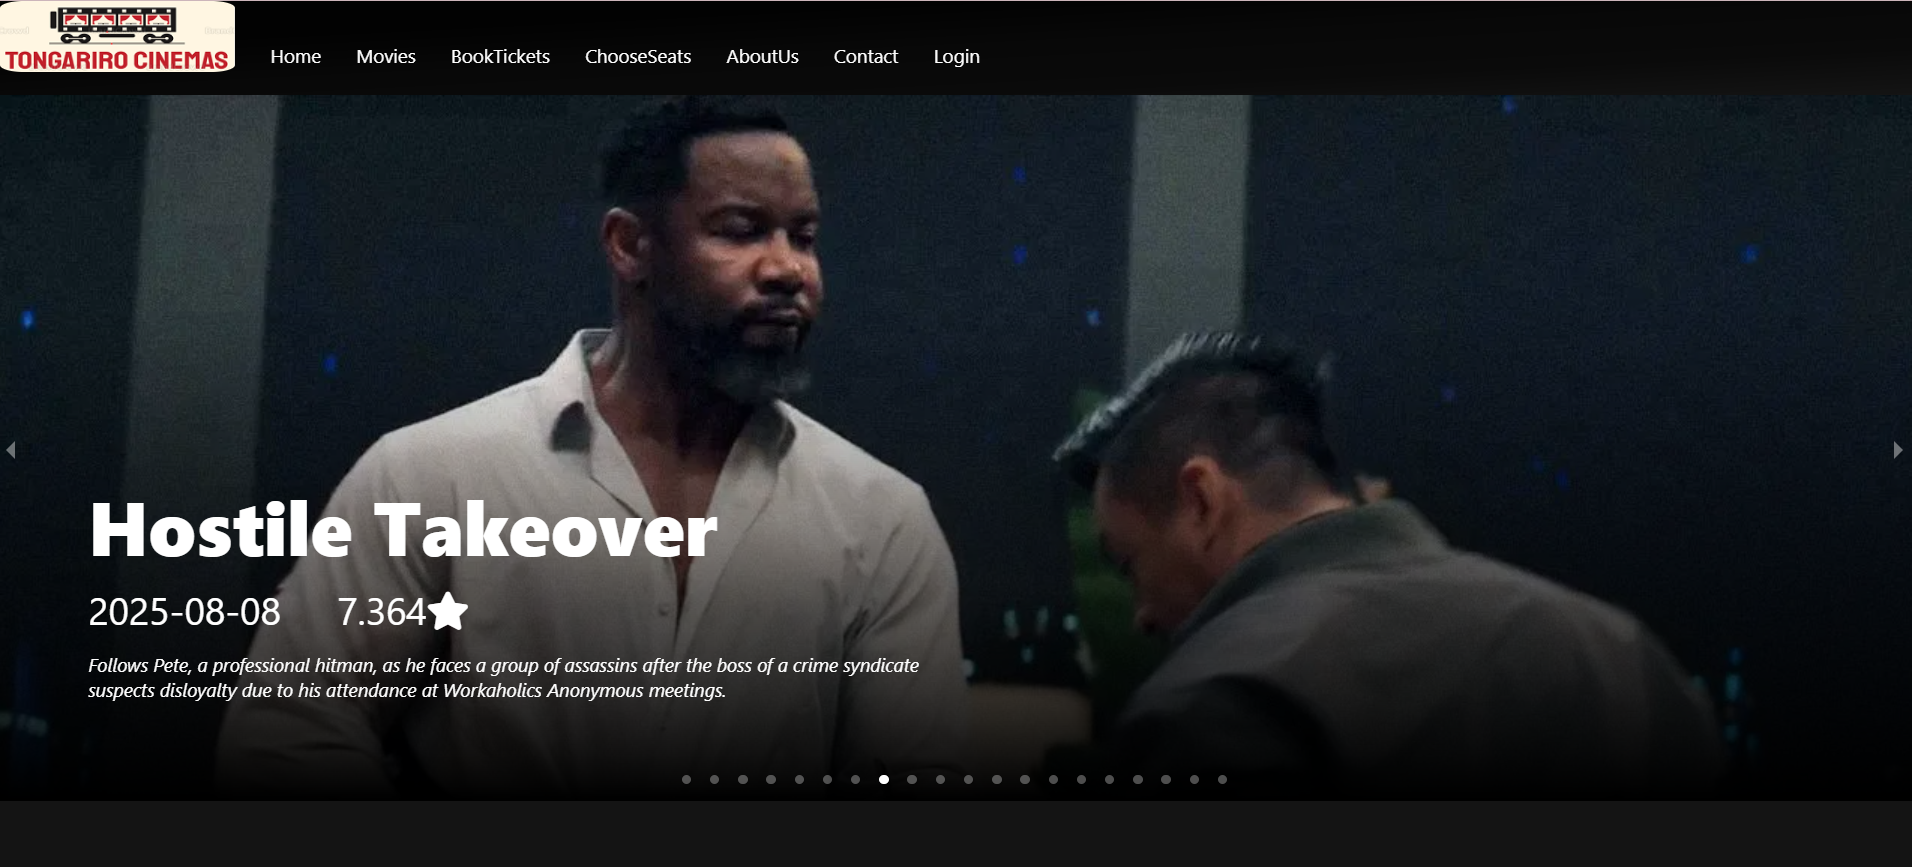 TONGARIRO CINEMAS
Home Movies BookTickets ChooseSeats AboutUs Contact Login
Hostile Takeover
2025-08-08 7.364
Follows Pete, a professional hitman, as he faces a group of assassins after the boss of a crime syndicate
suspects disloyalty due to his attendance at Workaholics Anonymous meetings.